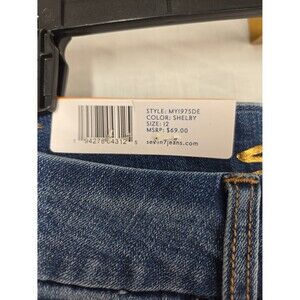 STYLE: MY1975DE
COLOR: SHELBY
SIZE: 12
MSRP: $69.00
sevin7jeans.com